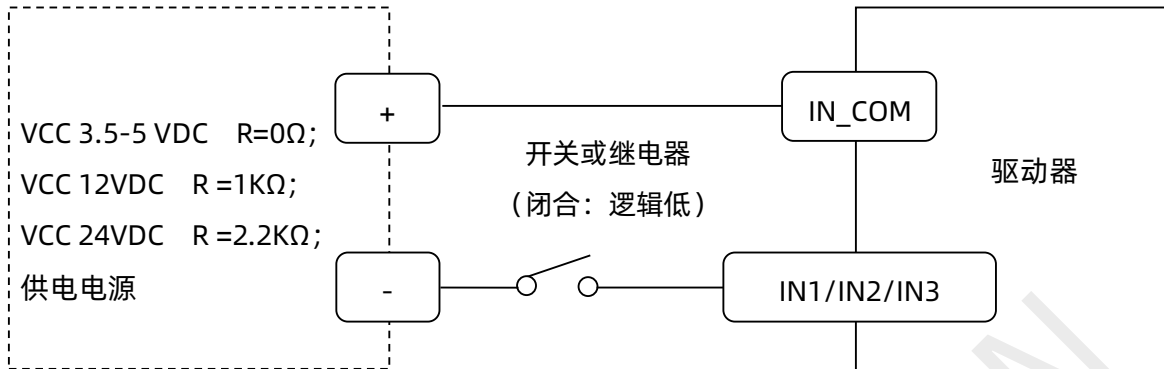 VCC 3.5-5 VDC R=0Ω；
VCC 12VDC R =1KΩ；
VCC 24VDC R =2.2KΩ；
供电电源
+
-
开关或继电器
（闭合：逻辑低）
IN_COM
IN1/IN2/IN3
驱动器